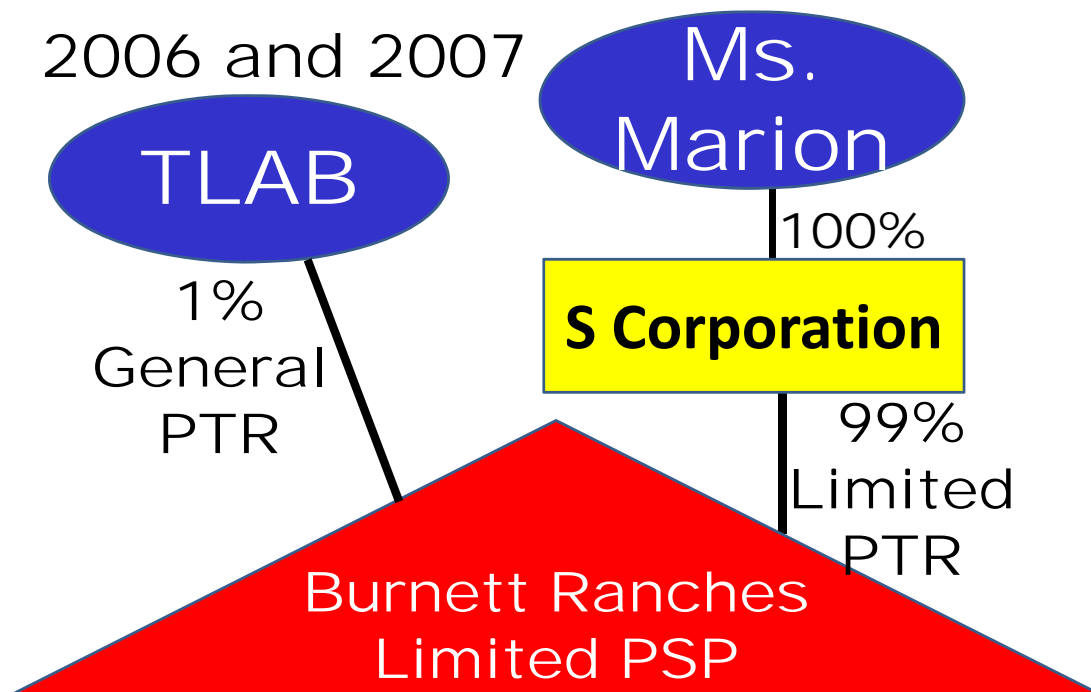 2006 and 2007
TLAB
1%
General
PTR
Ms.
Marion
100%
S Corporation
99%
Limited
PTR
Burnett Ranches
Limited PSP